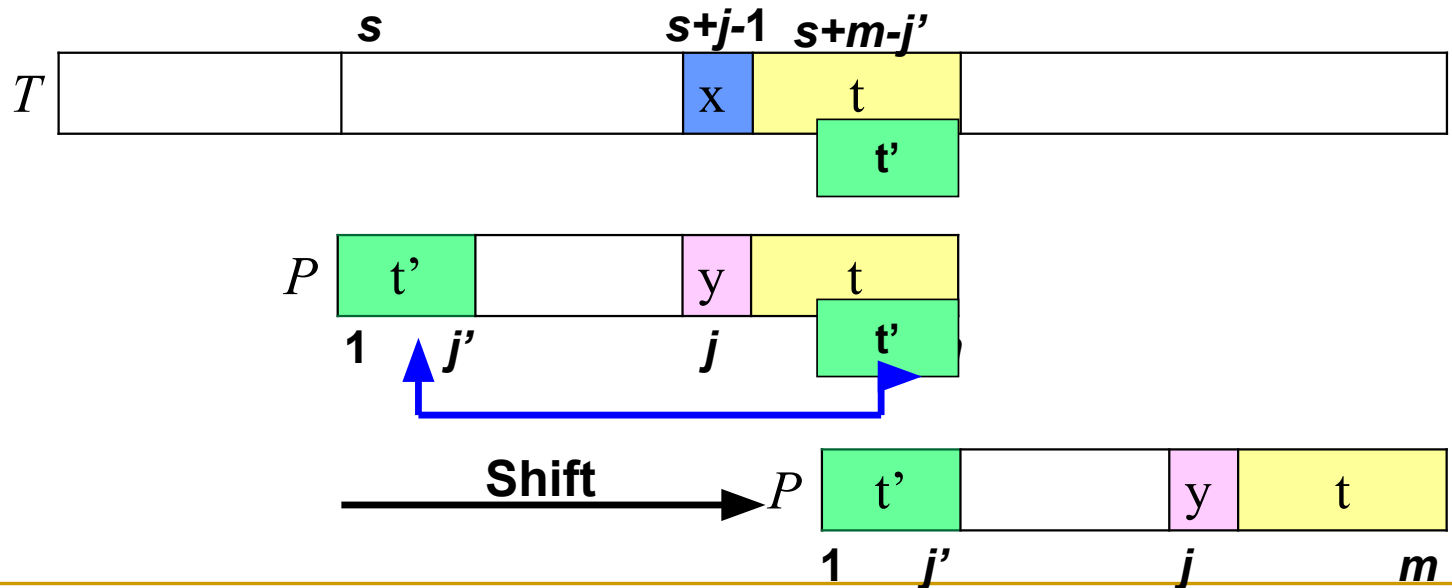 s s+j-1 s+m-j’
T x t
t’
P t’ y t
1 j’ j t’
Shift P t’ y t
1 j’ j m